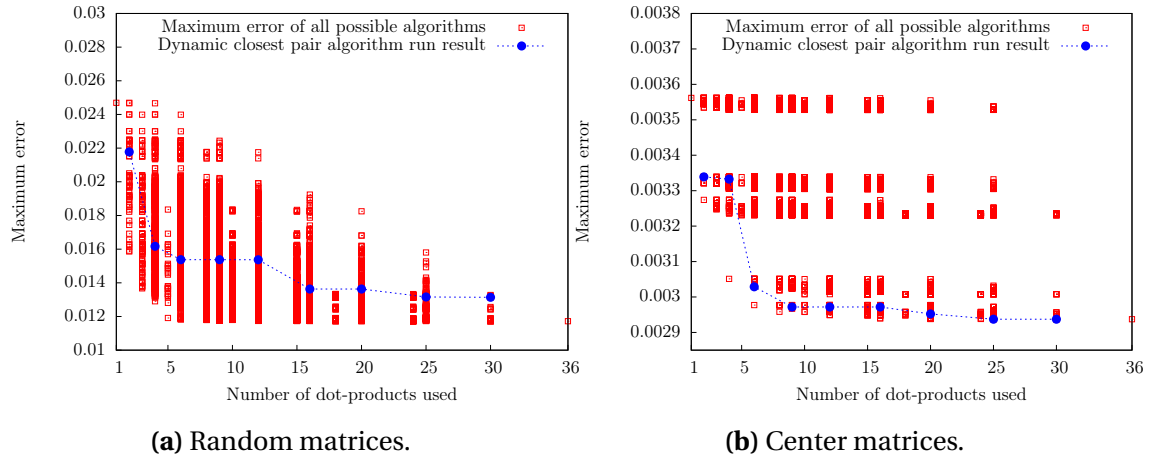 Maximum error of all possible algorithms
Dynamic closest pair algorithm run result
0.03
0.028
0.026
0.024
0.022
0.02
0.018
0.016
0.014
0.012
0.01
Maximum error
1 5 10 15 20 25 30 36
Number of dot-products used
(a) Random matrices.
Maximum error of all possible algorithms
Dynamic closest pair algorithm run result
0.0038
0.0037
0.0036
0.0035
0.0034
0.0033
0.0032
0.0031
0.003
0.0029
Maximum error
1 5 10 15 20 25 30 36
Number of dot-products used
(b) Center matrices.